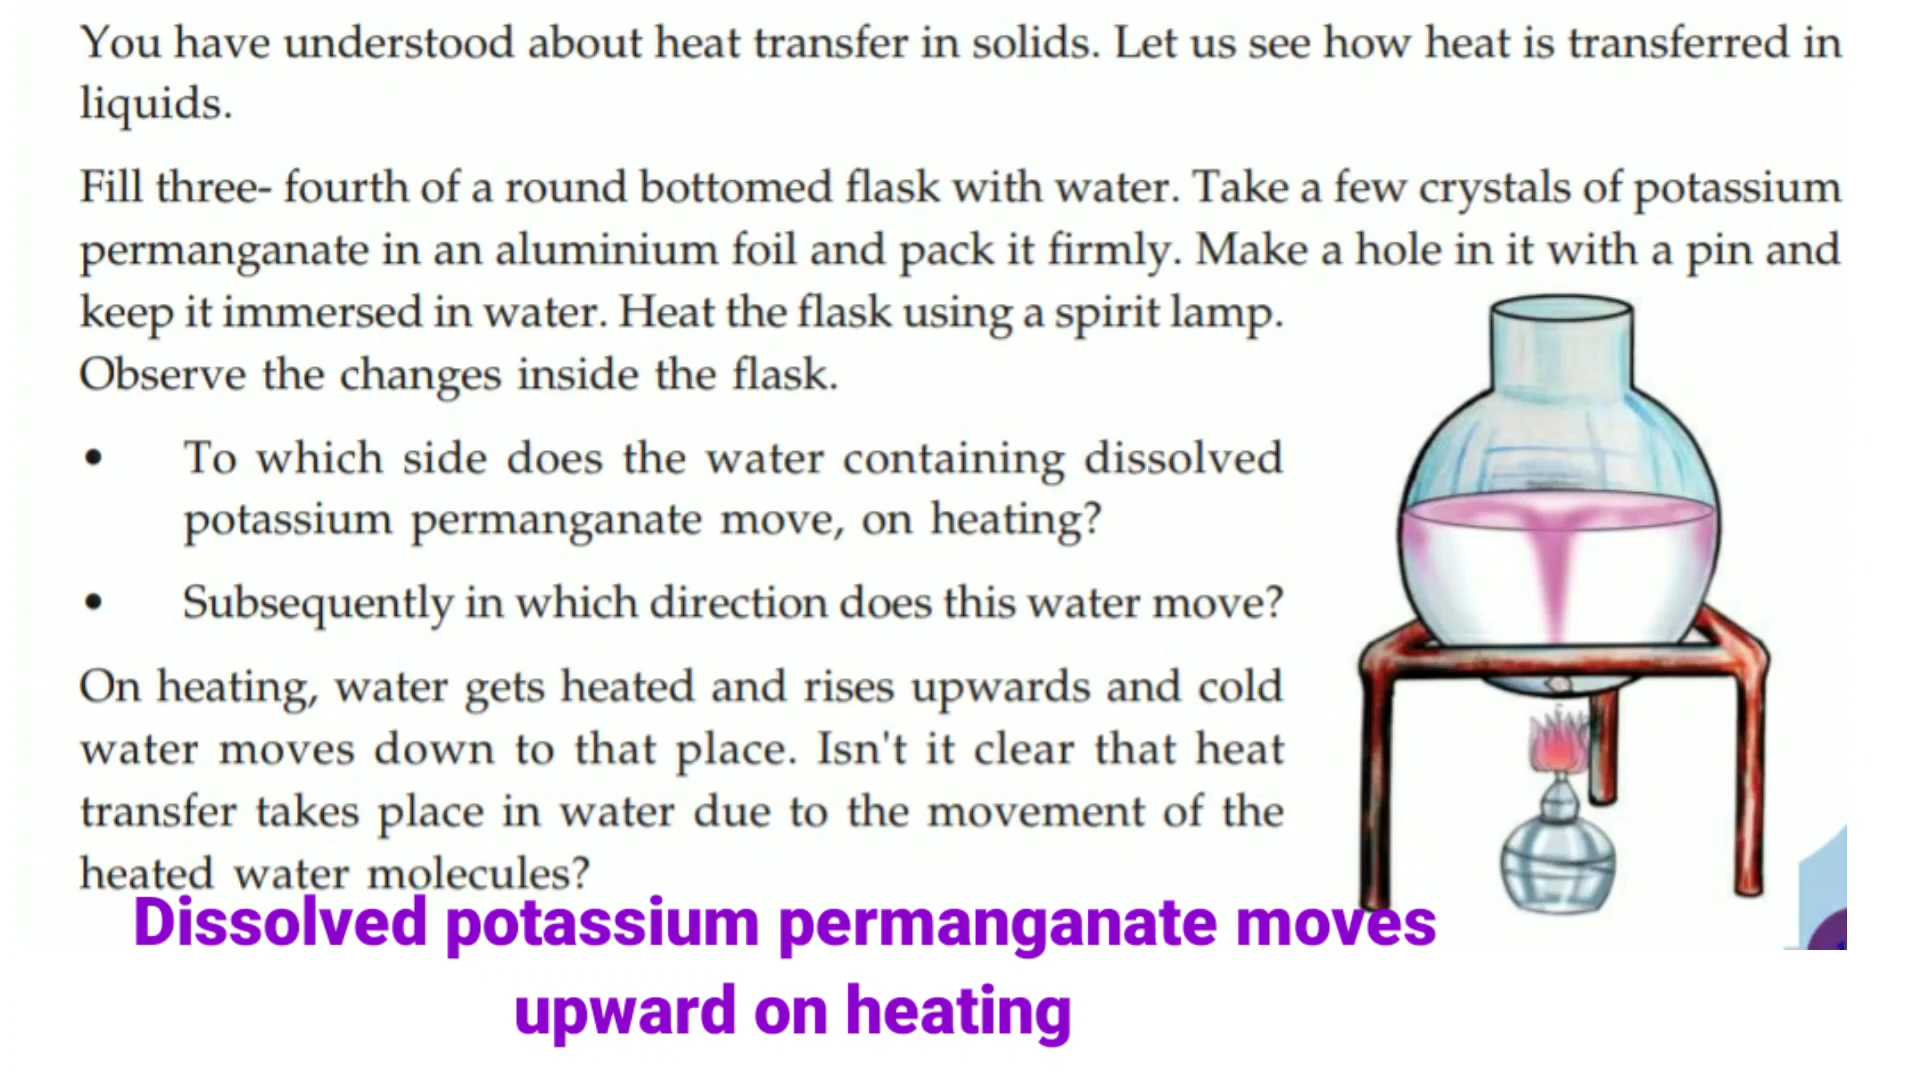 You have understood about heat transfer in solids. Let us see how heat is transferred in
liquids.
Fill three- fourth of a round bottomed flask with water. Take a few crystals of potassium
permanganate in an aluminium foil and pack it firmly. Make a hole in it with a pin and
keep it immersed in water. Heat the flask using a spirit lamp.
Observe the changes inside the flask.
• To which side does the water containing dissolved
potassium permanganate move, on heating?
• Subsequently in which direction does this water move?
On heating, water gets heated and rises upwards and cold
water moves down to that place. Isn't it clear that heat
transfer takes place in water due to the movement of the
heated water molecules?
Dissolved potassium permanganate moves
upward on heating